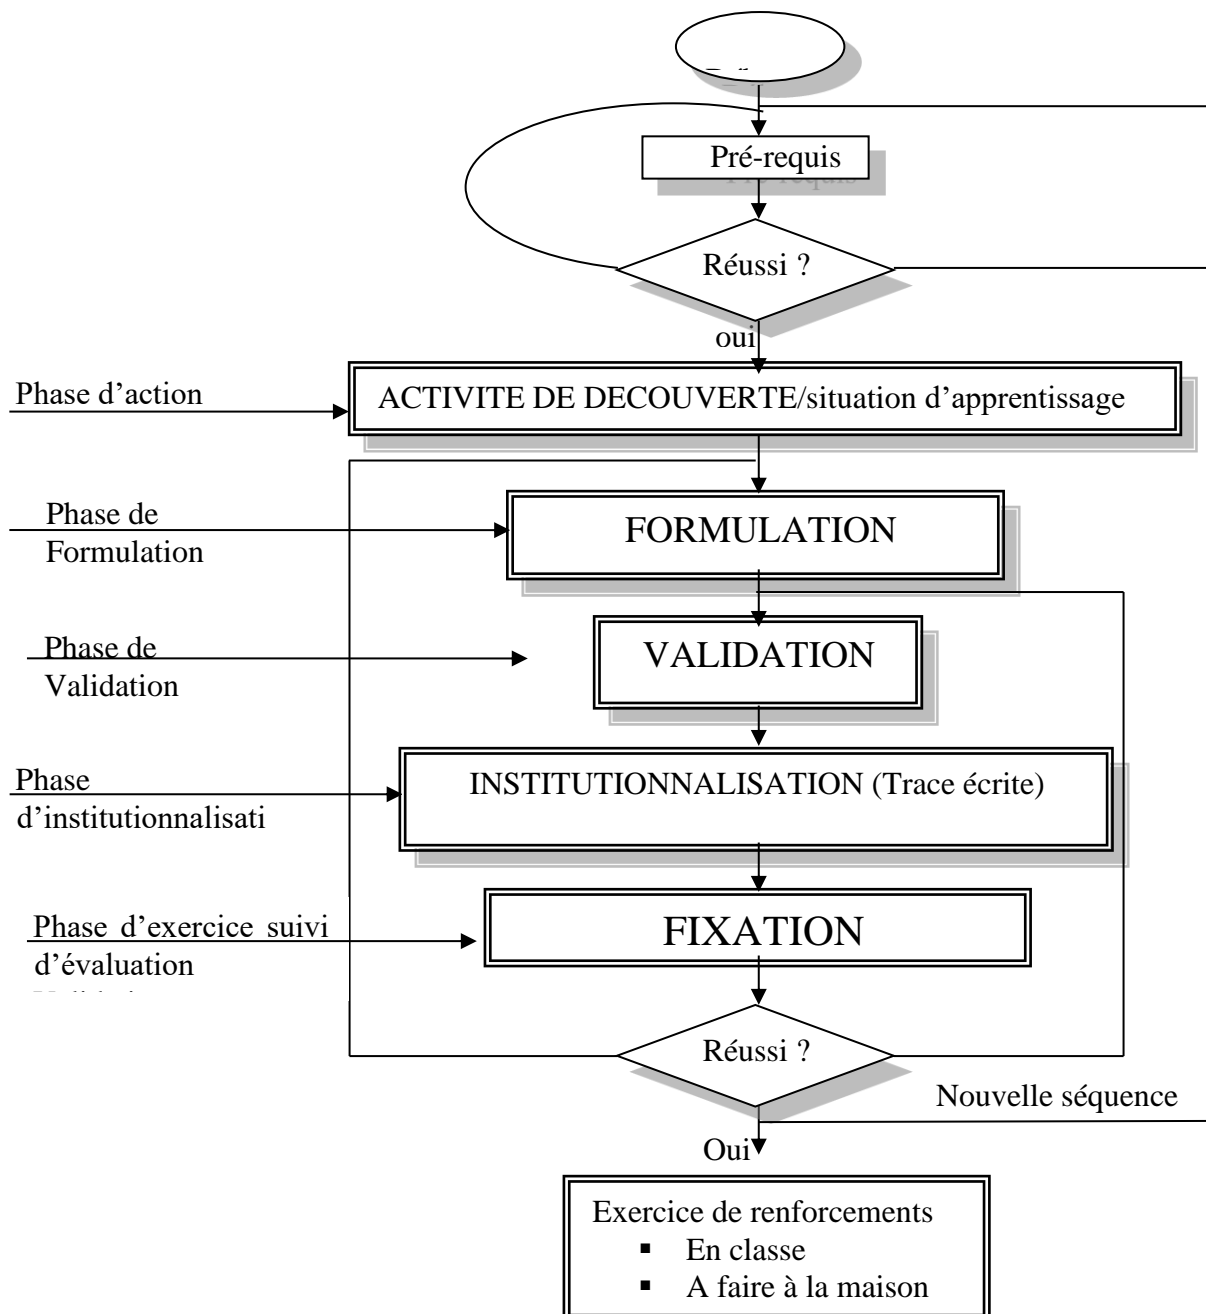 Pré-requis
Réussi ?
oui
Phase d’action
ACTIVITE DE DECOUVERTE/situation d’apprentissage
Phase de
Formulation
FORMULATION
Phase de
Validation
VALIDATION
Phase
d’institutionnalisati
INSTITUTIONNALISATION (Trace écrite)
Phase d’exercice suivi
d’évaluation
FIXATION
Réussi ?
Nouvelle séquence
Oui
Exercice de renforcements
▪ En classe
▪ A faire à la maison